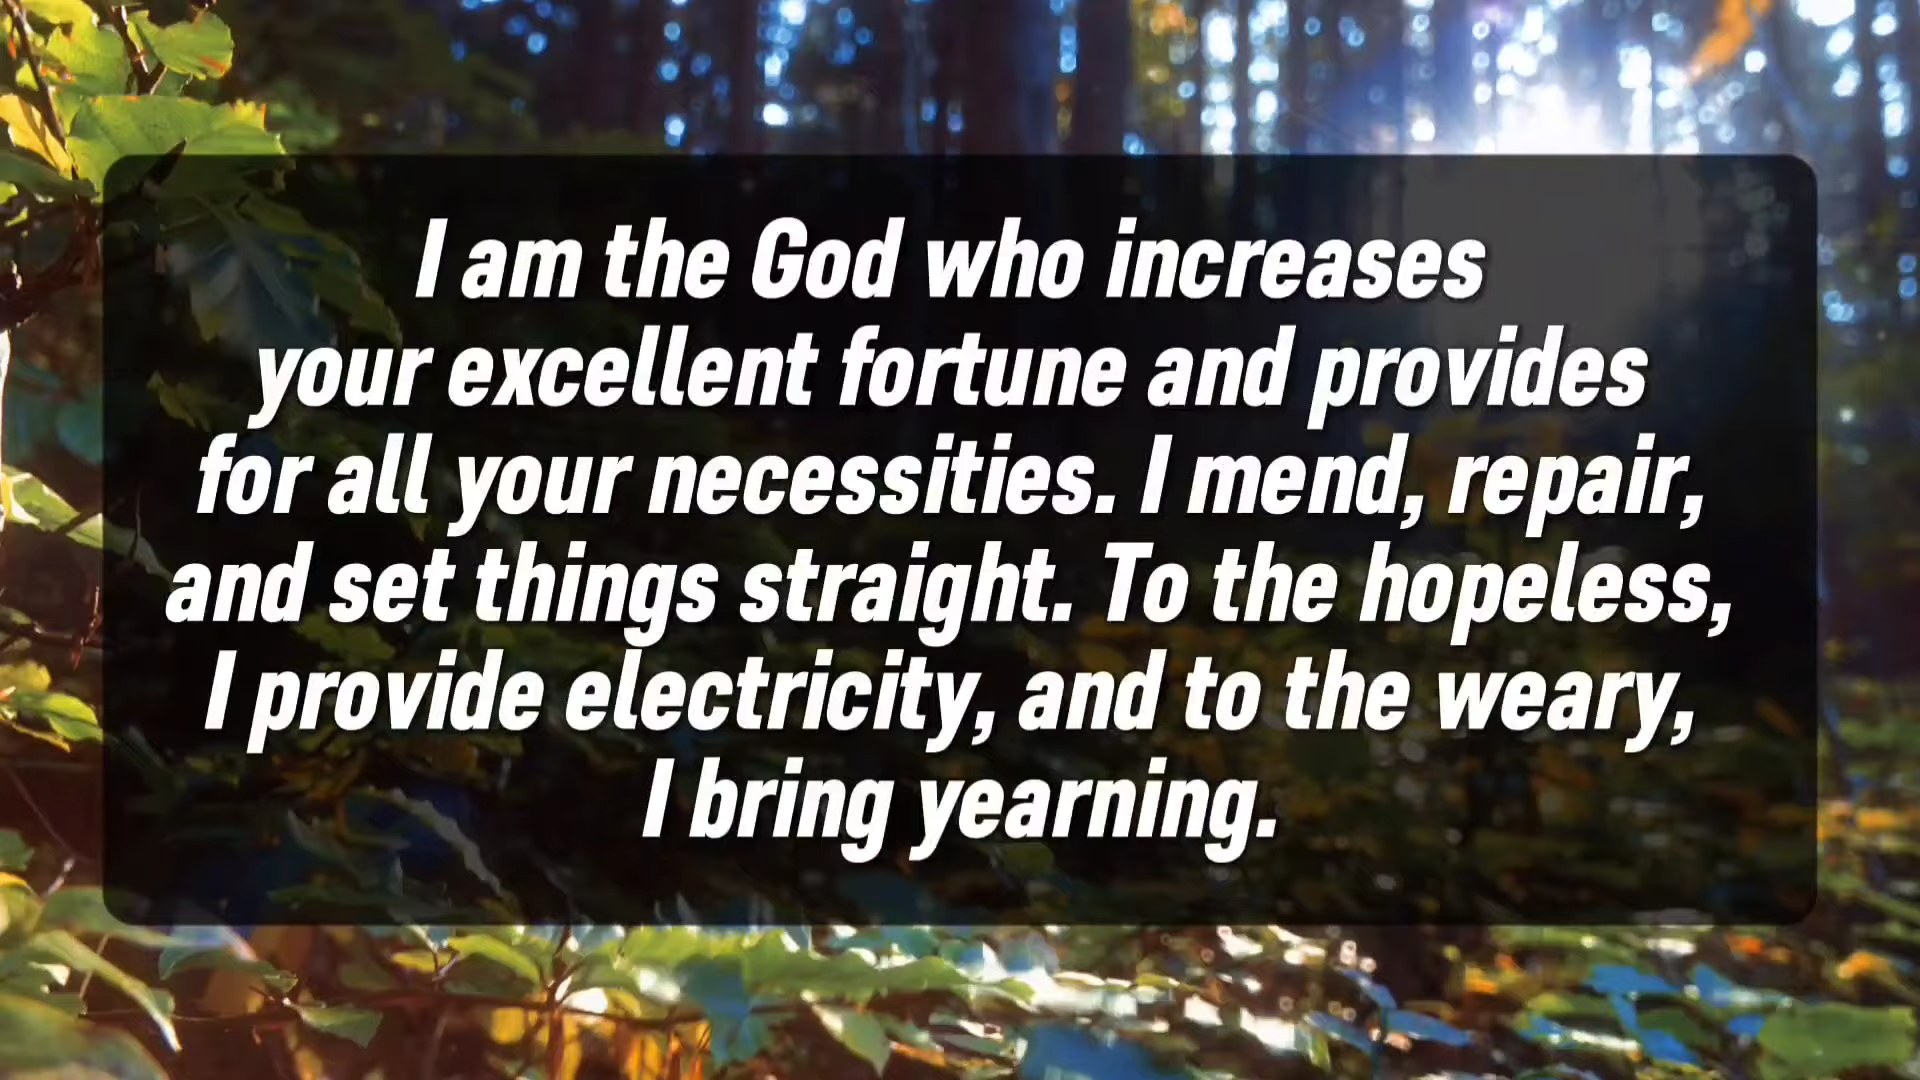 I am the God who increases
your excellent fortune and provides
for all your necessities. I mend, repair,
and set things straight. To the hopeless,
I provide electricity, and to the weary,
I bring yearning.